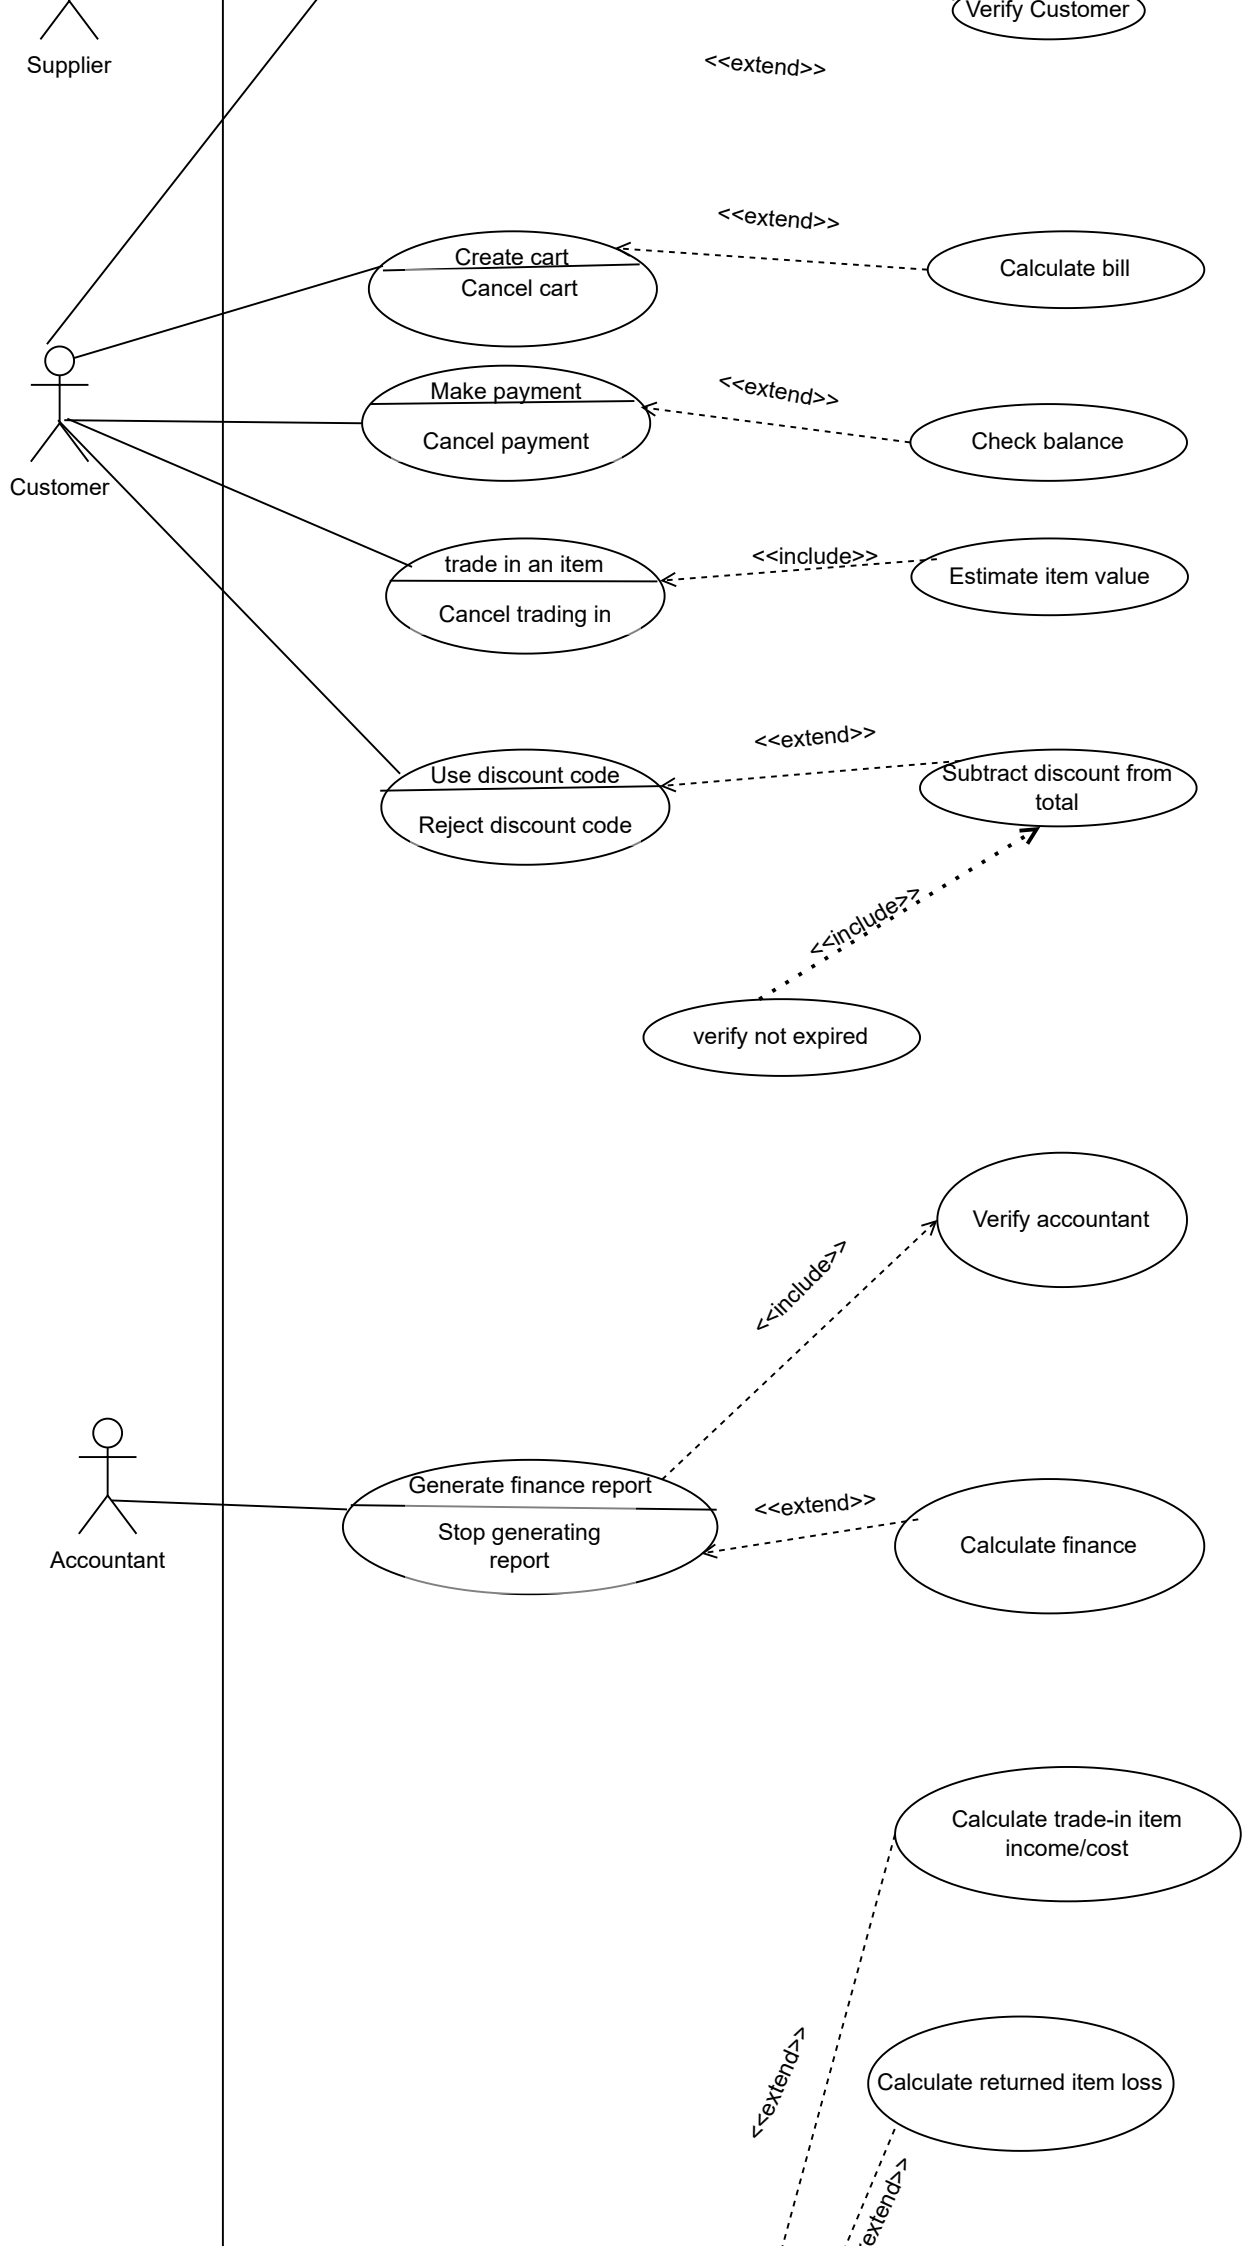 Verify Customer
Supplier
<<extend>>
<<extend>>
Create cart
Cancel cart
Calculate bill
Make payment
Cancel payment
<<extend>>
Check balance
Customer
trade in an item
Cancel trading in
<<include>>
Estimate item value
Use discount code
Reject discount code
<<extend>>
Subtract discount from
total
<<include>>
verify not expired
Verify accountant
<<include>>
Accountant
Generate finance report
Stop generating
report
<<extend>>
Calculate finance
Calculate trade-in item
income/cost
<<extend>>
Calculate returned item loss
extend>>